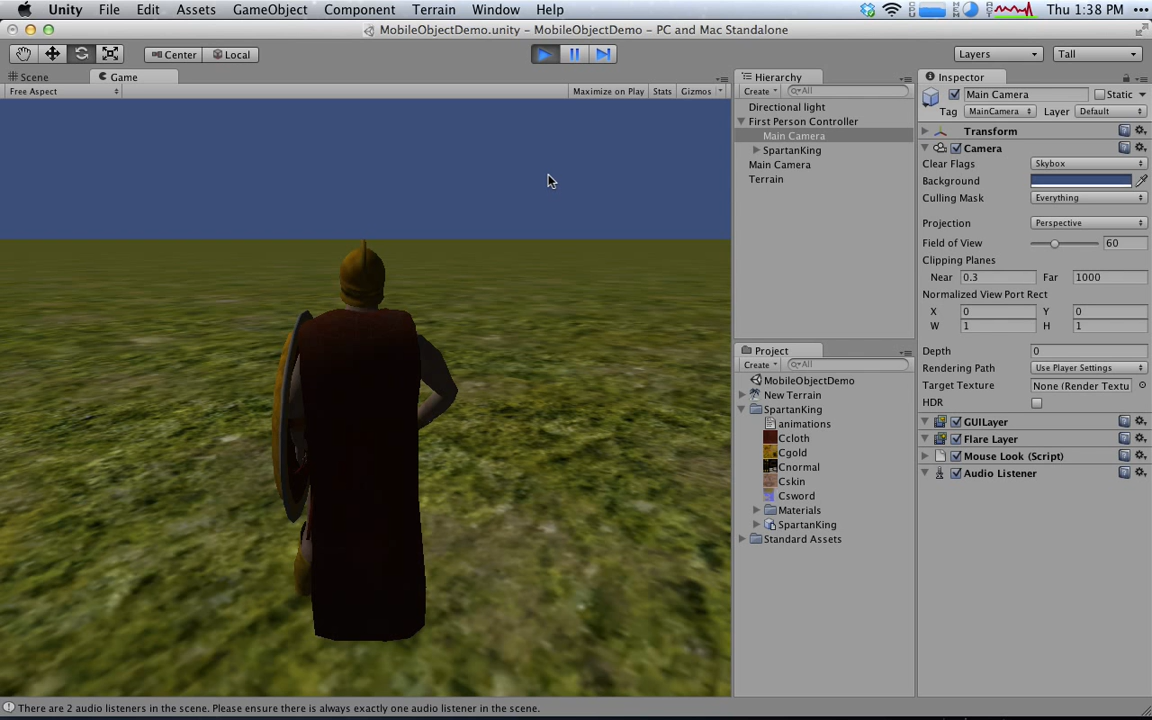 Unity File Edit Assets GameObject Component Terrain Window Help Thu 1:38 PM
MobileObjectDemo.unity – MobileObjectDemo – PC and Mac Standalone
Center Local Layers Tall
Scene Game
Free Aspect Maximize on Play Stats Gizmos
Hierarchy
Create All
Directional light
First Person Controller
Main Camera
SpartanKing
Main Camera
Terrain
Project
Create All
MobileObjectDemo
New Terrain
SpartanKing
animations
Ccloth
Cgold
Cnormal
Cskin
Csword
Materials
SpartanKing
Standard Assets
Inspector
Main Camera Static
Tag MainCamera Layer Default
Transform
Camera
Clear Flags Skybox
Background
Culling Mask Everything
Projection Perspective
Field of View 60
Clipping Planes
Near 0.3 Far 1000
Normalized View Port Rect
X 0 Y 0
W 1 H 1
Depth 0
Rendering Path Use Player Settings
Target Texture None (Render Textu
HDR
GUILayer
Flare Layer
Mouse Look (Script)
Audio Listener
There are 2 audio listeners in the scene. Please ensure there is always exactly one audio listener in the scene.